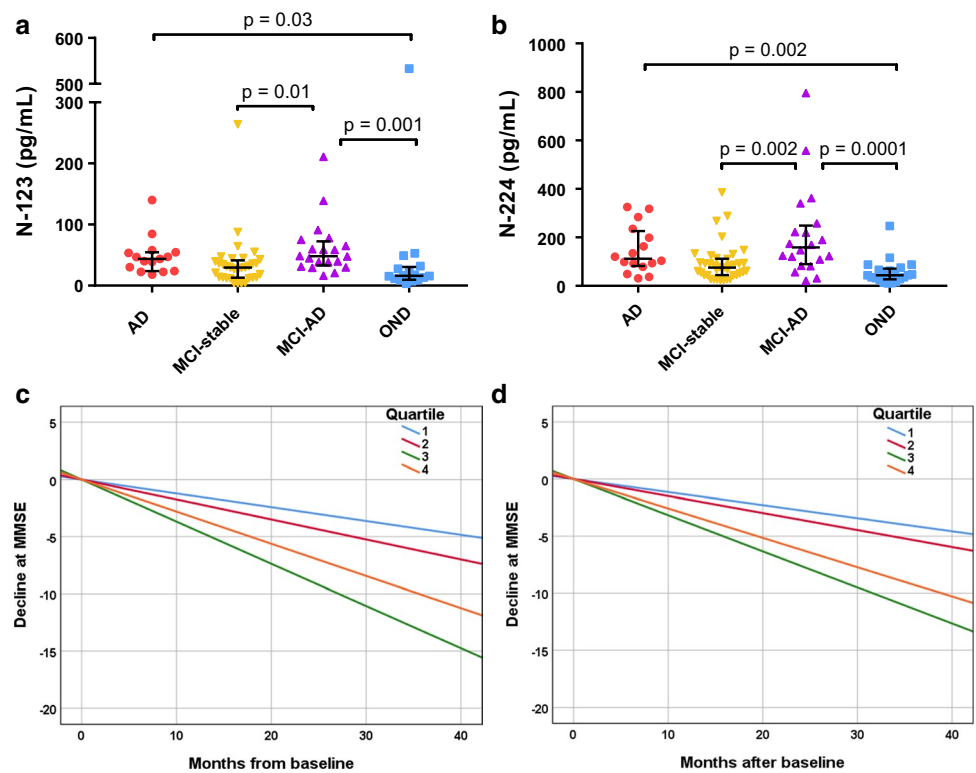 a
N-123 (pg/mL)
600
500
300
200
100
0
p = 0.03
p = 0.01
p = 0.001
AD
MCI-stable
MCI-AD
OND
b
N-224 (pg/mL)
1000
800
600
400
200
0
p = 0.002
p = 0.002
p = 0.0001
AD
MCI-stable
MCI-AD
OND
c
Decline at MMSE
5
0
-5
-10
-15
-20
Quartile
1
2
3
4
0
10
20
30
40
Months from baseline
d
Decline at MMSE
5
0
-5
-10
-15
-20
Quartile
1
2
3
4
0
10
20
30
40
Months after baseline